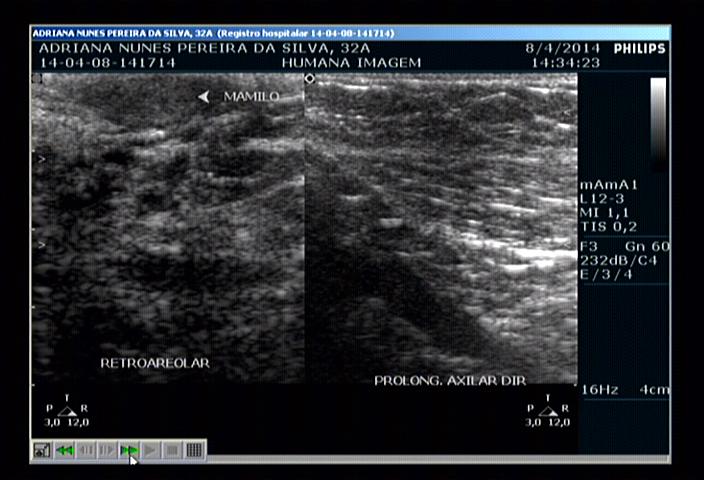 ADRIANA NUNES PEREIRA DA SILVA, 32A (Registro hospitalar 14-04-08-141714)
ADRIANA NUNES PEREIRA DA SILVA, 32A 8/4/2014 PHILIPS
14-04-08-141714 HUMANA IMAGEM 14:34:23
MAMILO
mAmA1
L12-3
MI 1,1
TIS 0,2
F3 Gn 60
232dB/C4
E/3/4
RETROAREOLAR
PROLONG. AXILAR DIR
16Hz 4cm
T
P R
3,0 12,0
T
P R
3,0 12,0